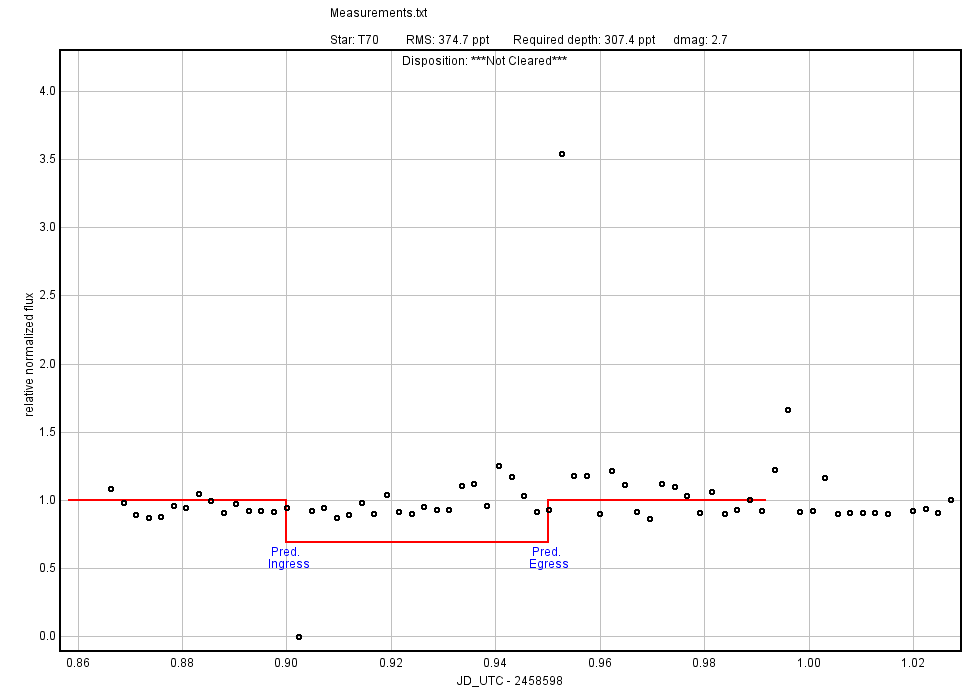 Measurements.txt
Star: T70 RMS: 374.7 ppt Required depth: 307.4 ppt dmag: 2.7
Disposition: ***Not Cleared***
4.0
3.5
3.0
2.5
2.0
1.5
1.0
0.5
0.0
relative normalized flux
Pred. Pred.
Ingress Egress
0.86 0.88 0.90 0.92 0.94 0.96 0.98 1.00 1.02
JD_UTC - 2458598